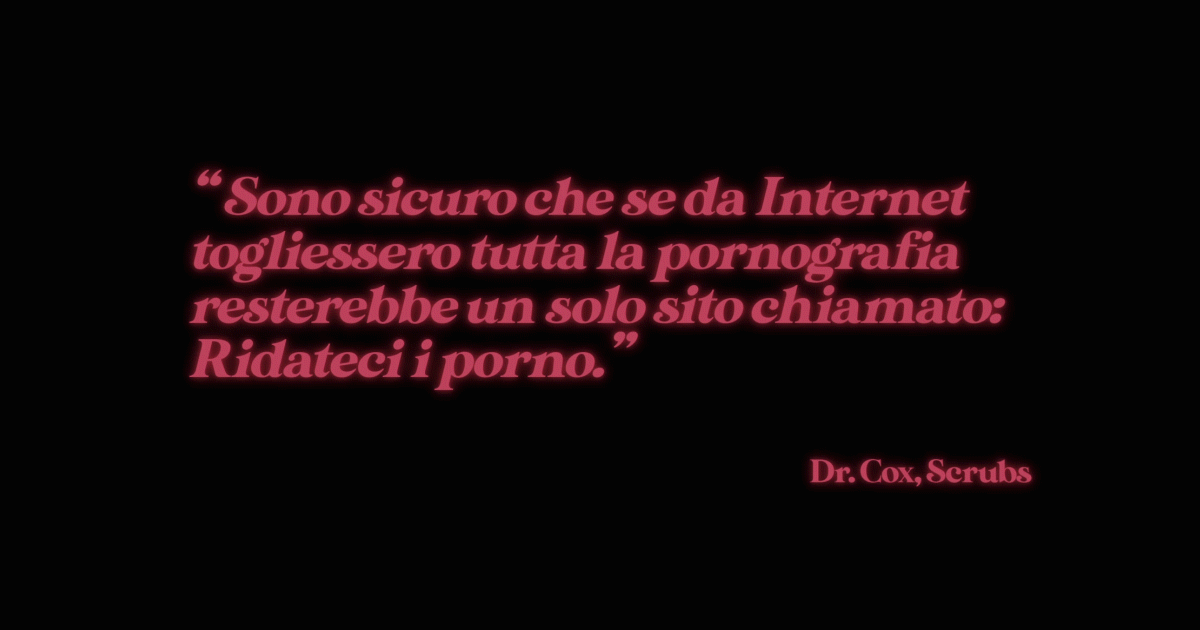 “Sono sicuro che se da Internet
togliessero tutta la pornografia
resterebbe un solo sito chiamato:
Ridateci i porno.”
Dr. Cox, Scrubs